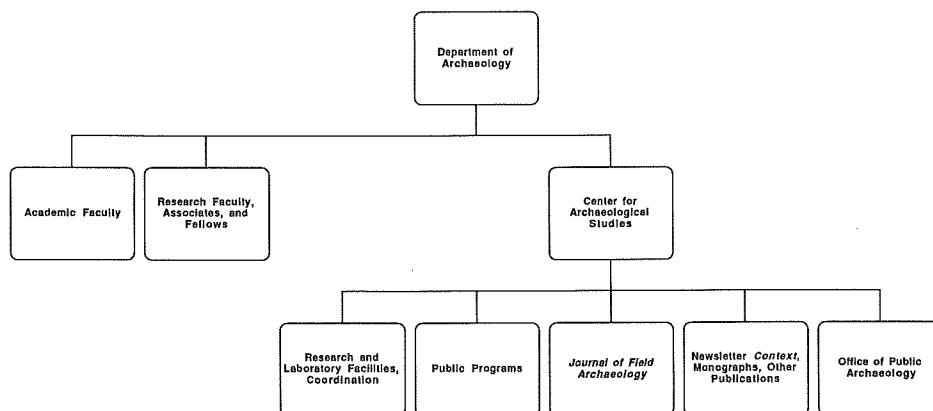 Department of
Archaeology
Academic Faculty
Research Faculty,
Associates, and
Fellows
Center for
Archaeological
Studies
Research and
Laboratory Facilities,
Coordination
Public Programs
Journal of Field
Archaeology
Newsletter Context,
Monographs, Other
Publications
Office of Public
Archaeology